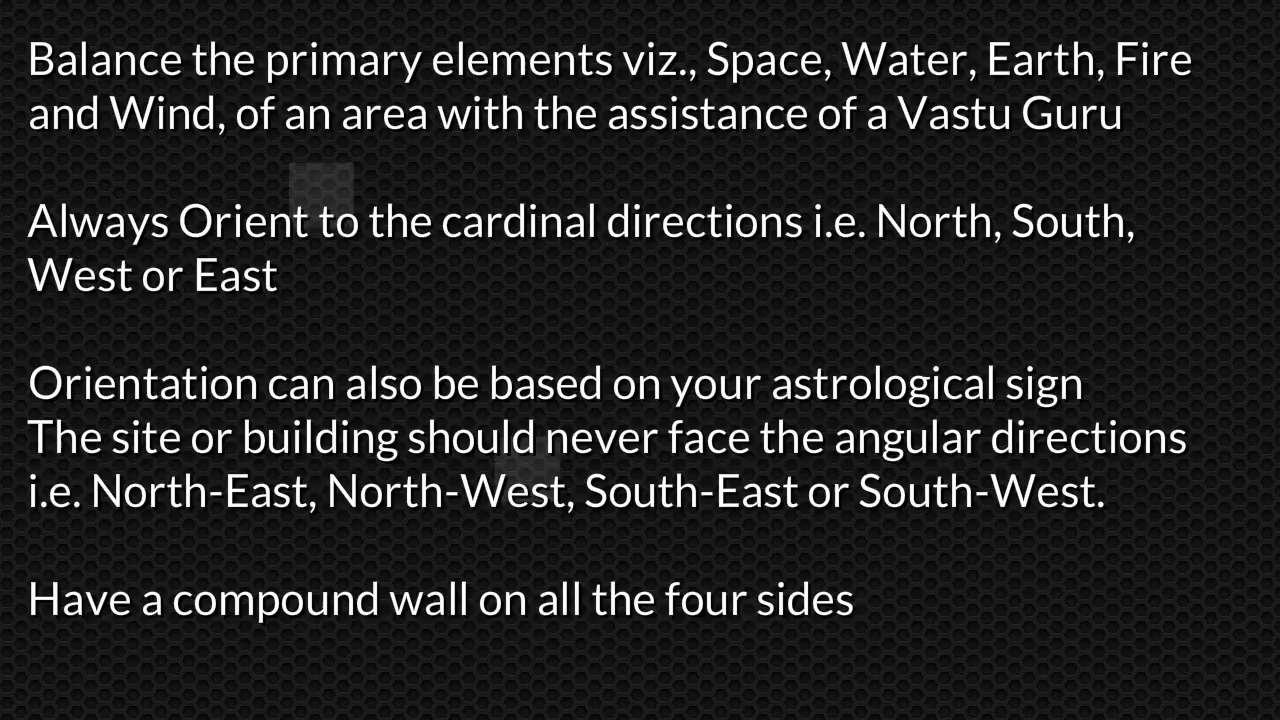 Balance the primary elements viz., Space, Water, Earth, Fire
and Wind, of an area with the assistance of a Vastu Guru
Always Orient to the cardinal directions i.e. North, South,
West or East
Orientation can also be based on your astrological sign
The site or building should never face the angular directions
i.e. North-East, North-West, South-East or South-West.
Have a compound wall on all the four sides